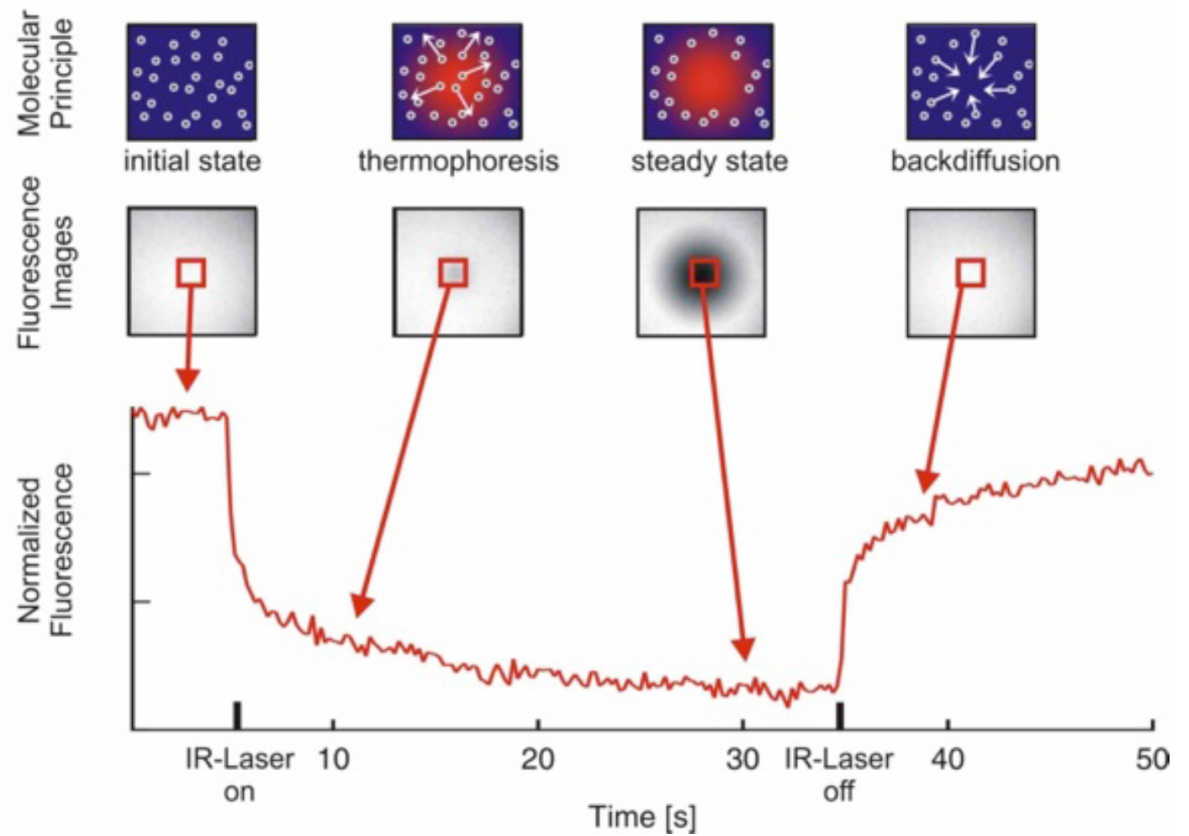 Molecular
Principle
initial state
thermophoresis
steady state
backdiffusion
Fluorescence
Images
Normalized
Fluorescence
10
20
30
40
50
IR-Laser
on
IR-Laser
off
Time [s]